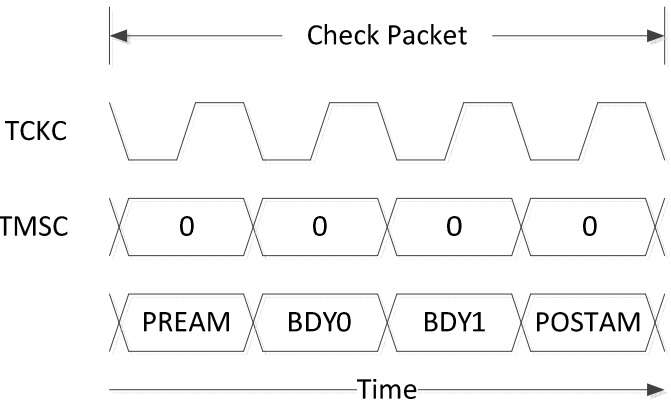 Check Packet
TCKC
TMSC 0 0 0 0
PREAM BDY0 BDY1 POSTAM
Time